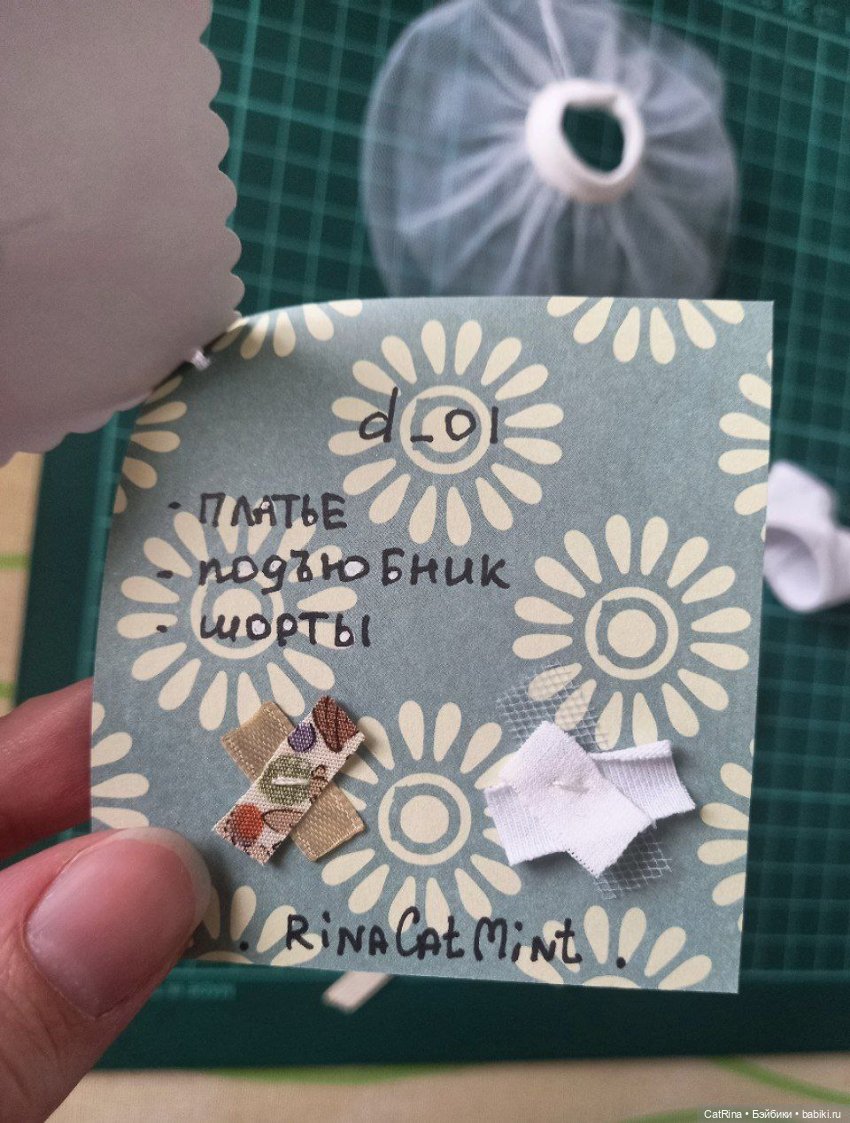 d_01
- ПЛАТЬЕ
- ПОДЪЮБНИК
- ШОРТЫ
. RiNACatMint .
CatRina • Бэйбики • babiki.ru